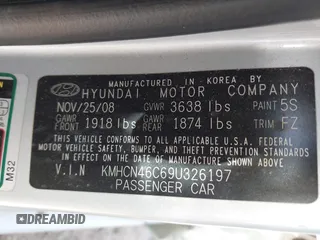 MANUFACTURED IN KOREA BY
HYUNDAI MOTOR COMPANY
NOV/25/08 GVWR 3638 lbs PAINT 5S
GAWR FRONT 1918 lbs GAWR REAR 1874 lbs TRIM FZ
THIS VEHICLE CONFORMS TO ALL APPLICABLE U.S.A. FEDERAL
MOTOR VEHICLE SAFETY, BUMPER, AND THEFT PREVENTION
STANDARDS IN EFFECT ON THE DATE OF MANUFACTURE SHOWN ABOVE.
V.I.N KMHCN46C69U326197
PASSENGER CAR
M32
DREAMBID